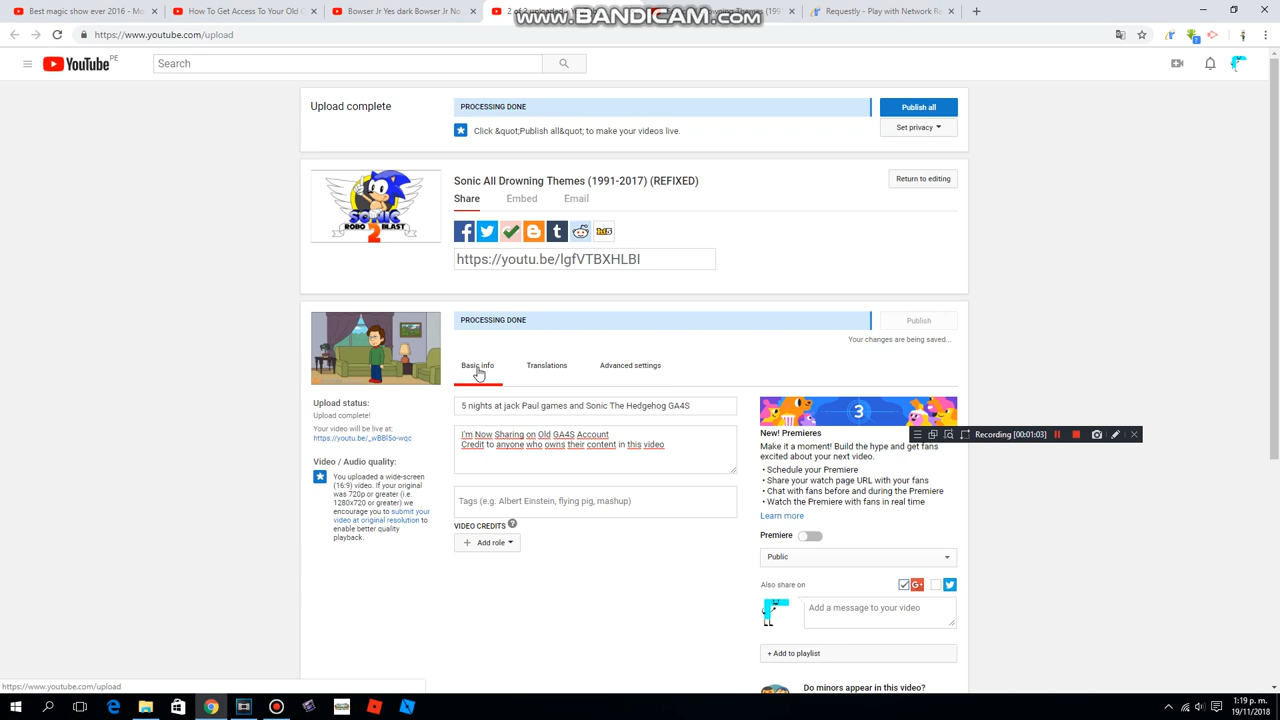 Best magic show ever 2016 - M
How To Get Access To Your Old
Bowser Jr Yes dark Bowser Jr No
Requestly - Play with Network Re
www.BANDICAM.com
https://www.youtube.com/upload
YouTube PE
Search
Upload complete
PROCESSING DONE
Publish all
Click &quot;Publish all&quot; to make your videos live.
Set privacy
SONIC
ROBO BLAST
2
Sonic All Drowning Themes (1991-2017) (REFIXED)
Return to editing
Share
Embed
Email
https://youtu.be/lgfVTBXHLBI
PROCESSING DONE
Publish
Your changes are being saved...
Basic info
Translations
Advanced settings
Upload status:
Upload complete!
Your video will be live at:
https://youtu.be/_wBBl5o-wqc
Video / Audio quality:
You uploaded a wide-screen
(16:9) video. If your original
was 720p or greater (i.e.
1280x720 or greater) we
encourage you to submit your
video at original resolution to
enable better quality
playback.
5 nights at jack Paul games and Sonic The Hedgehog GA4S
I'm Now Sharing on Old GA4S Account
Credit to anyone who owns their content in this video
Tags (e.g. Albert Einstein, flying pig, mashup)
VIDEO CREDITS ?
+ Add role
3
New! Premieres
Make it a moment! Build the hype and get fans
excited about your next video.
• Schedule your Premiere
• Share your watch page URL with your fans
• Chat with fans before and during the Premiere
• Watch the Premiere with fans in real time
Learn more
Premiere
Public
Also share on
G+
Add a message to your video
+ Add to playlist
Do minors appear in this video?
Recording [00:01:03]
https://www.youtube.com/upload
1:19 p. m.
19/11/2018